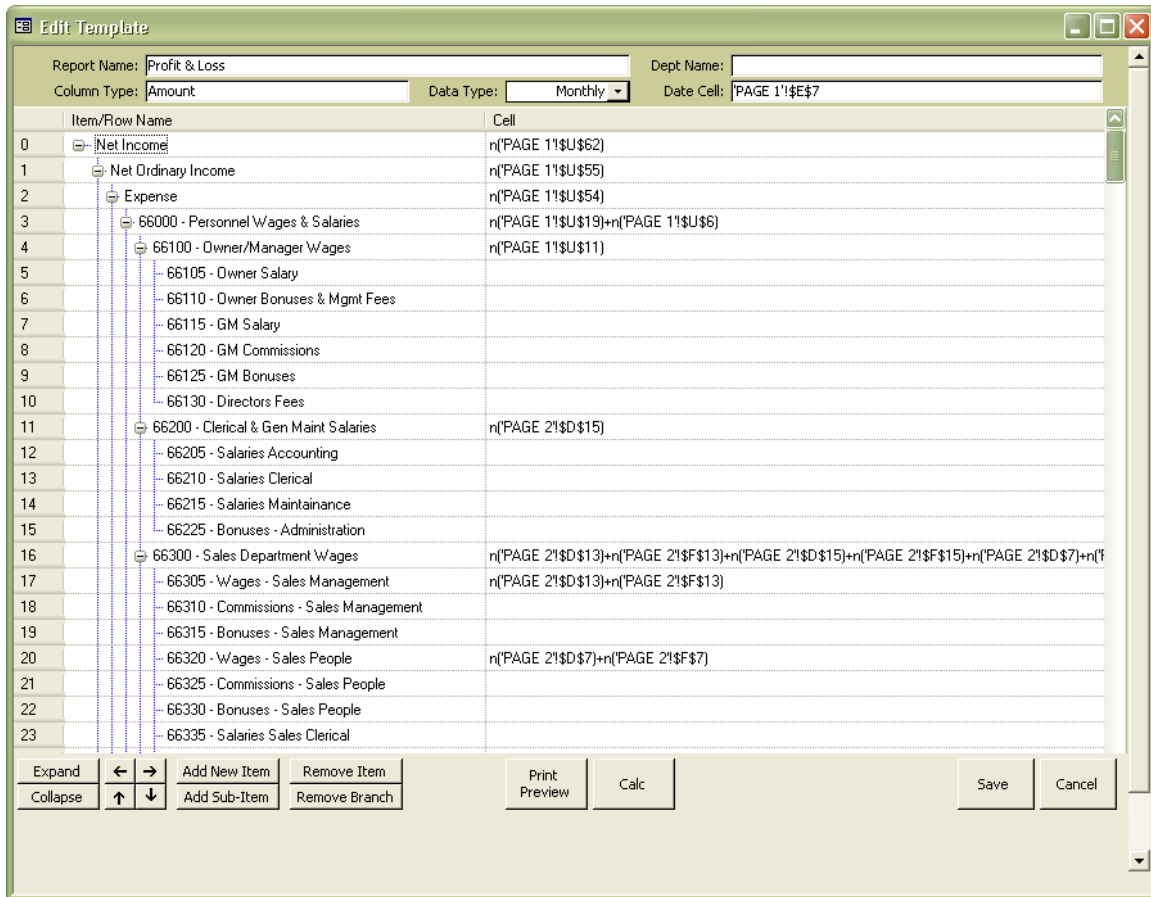 Edit Template
Report Name: Profit & Loss Dept Name:
Column Type: Amount Data Type: Monthly Date Cell: 'PAGE 1'!$E$7
Item/Row Name Cell
0 Net Income n('PAGE 1'!$U$62)
1 Net Ordinary Income n('PAGE 1'!$U$55)
2 Expense n('PAGE 1'!$U$54)
3 66000 - Personnel Wages & Salaries n('PAGE 1'!$U$19)+n('PAGE 1'!$U$6)
4 66100 - Owner/Manager Wages n('PAGE 1'!$U$11)
5 66105 - Owner Salary
6 66110 - Owner Bonuses & Mgmt Fees
7 66115 - GM Salary
8 66120 - GM Commissions
9 66125 - GM Bonuses
10 66130 - Directors Fees
11 66200 - Clerical & Gen Maint Salaries n('PAGE 2'!$D$15)
12 66205 - Salaries Accounting
13 66210 - Salaries Clerical
14 66215 - Salaries Maintainance
15 66225 - Bonuses - Administration
16 66300 - Sales Department Wages n('PAGE 2'!$D$13)+n('PAGE 2'!$F$13)+n('PAGE 2'!$D$15)+n('PAGE 2'!$F$15)+n('PAGE 2'!$D$7)+n('F
17 66305 - Wages - Sales Management n('PAGE 2'!$D$13)+n('PAGE 2'!$F$13)
18 66310 - Commissions - Sales Management
19 66315 - Bonuses - Sales Management
20 66320 - Wages - Sales People n('PAGE 2'!$D$7)+n('PAGE 2'!$F$7)
21 66325 - Commissions - Sales People
22 66330 - Bonuses - Sales People
23 66335 - Salaries Sales Clerical
Expand ← → Add New Item Remove Item Print Preview Calc Save Cancel
Collapse ↑ ↓ Add Sub-Item Remove Branch